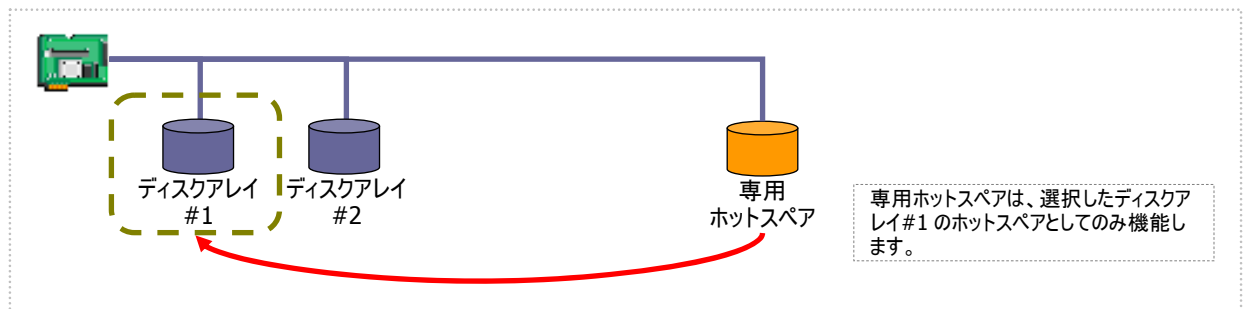 ディスクアレイ
#1
ディスクアレイ
#2
専用
ホットスペア
専用ホットスペアは、選択したディスクア
レイ#1 のホットスペアとしてのみ機能し
ます。